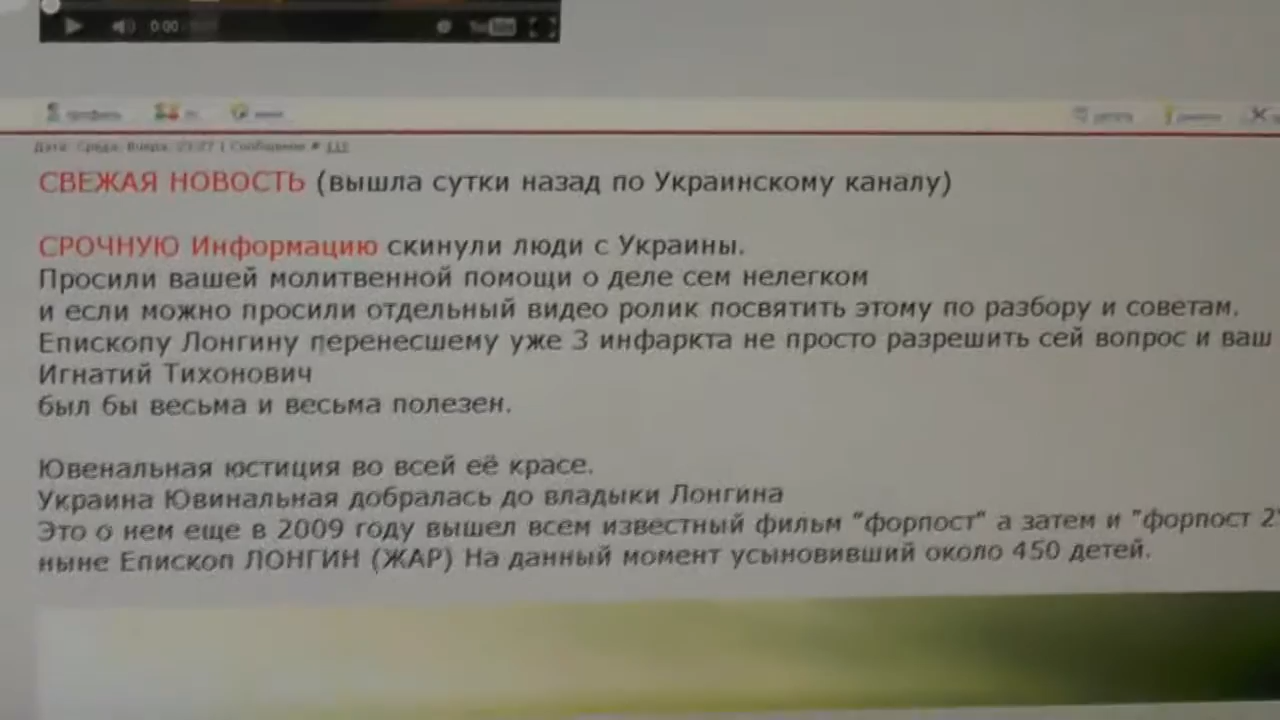 0:00
СВЕЖАЯ НОВОСТЬ (вышла сутки назад по Украинскому каналу)
СРОЧНУЮ Информацию скинули люди с Украины.
Просили вашей молитвенной помощи о деле сем нелегком
и если можно просили отдельный видео ролик посвятить этому по разбору и советам.
Епископу Лонгину перенесшему уже 3 инфаркта не просто разрешить сей вопрос и ваш
Игнатий Тихонович
был бы весьма и весьма полезен.
Ювенальная юстиция во всей её красе.
Украина Ювинальная добралась до владыки Лонгина
Это о нем еще в 2009 году вышел всем известный фильм "форпост" а затем и "форпост 2"
ныне Епископ ЛОНГИН (ЖАР) На данный момент усыновивший около 450 детей.